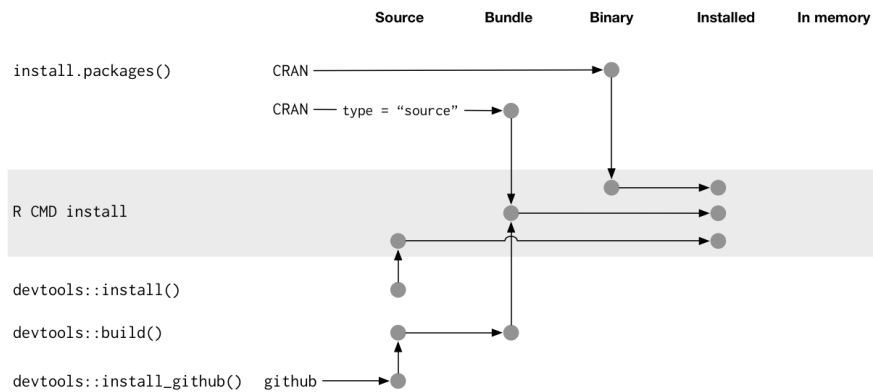 Source Bundle Binary Installed In memory
install.packages() CRAN
CRAN type = “source”
R CMD install
devtools::install()
devtools::build()
devtools::install_github() github